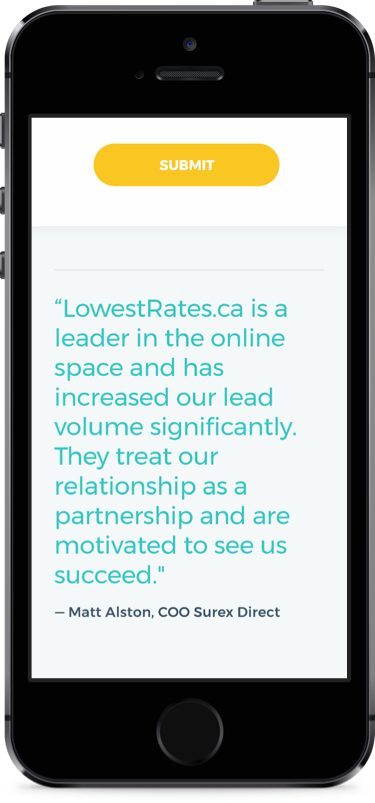 SUBMIT
“LowestRates.ca is a
leader in the online
space and has
increased our lead
volume significantly.
They treat our
relationship as a
partnership and are
motivated to see us
succeed."
— Matt Alston, COO Surex Direct